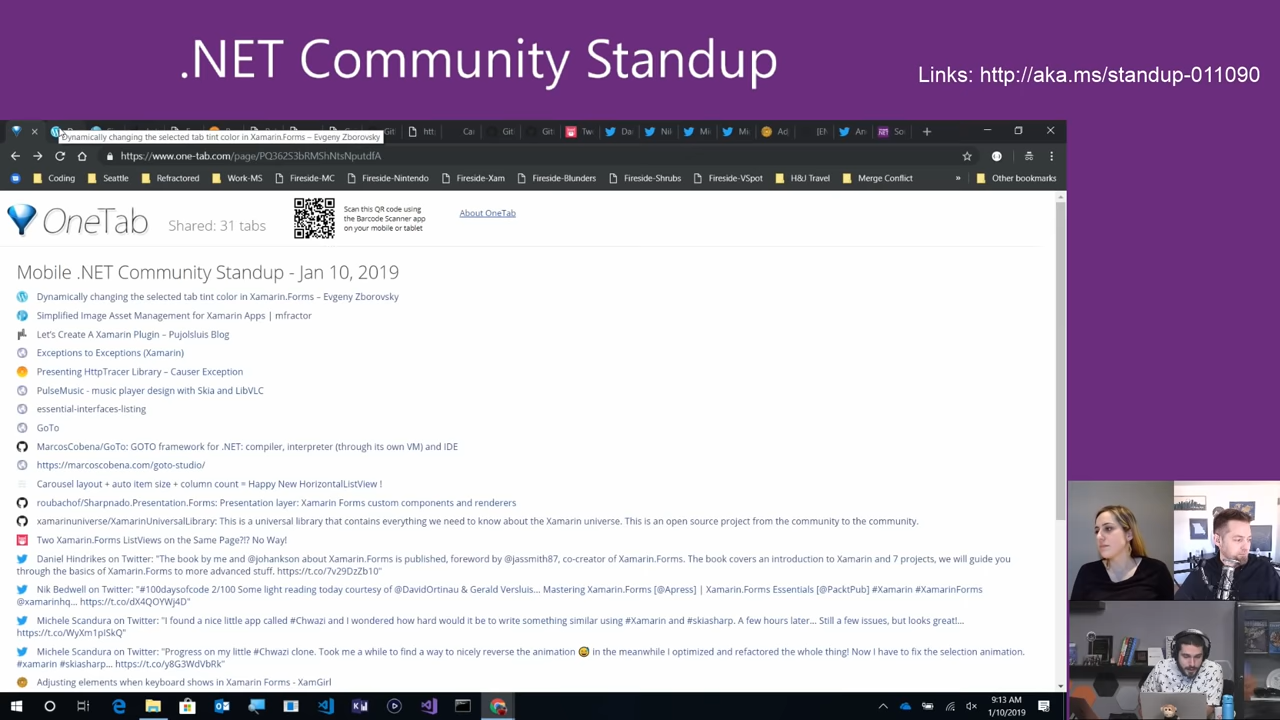 .NET Community Standup
Links: http://aka.ms/standup-011090
Dynamically changing the selected tab tint color in Xamarin.Forms – Evgeny Zborovsky
https://www.one-tab.com/page/PQ362S3bRMShNtsNputdfA
Coding
Seattle
Refractored
Work-MS
Fireside-MC
Fireside-Nintendo
Fireside-Xam
Fireside-Blunders
Fireside-Shrubs
Fireside-VSpot
H&J Travel
Merge Conflict
»
Other bookmarks
OneTab
Shared: 31 tabs
Scan this QR code using
the Barcode Scanner app
on your mobile or tablet
About OneTab
Mobile .NET Community Standup - Jan 10, 2019
Dynamically changing the selected tab tint color in Xamarin.Forms – Evgeny Zborovsky
Simplified Image Asset Management for Xamarin Apps | mfractor
Let's Create A Xamarin Plugin – Pujolsluis Blog
Exceptions to Exceptions (Xamarin)
Presenting HttpTracer Library – Causer Exception
PulseMusic - music player design with Skia and LibVLC
essential-interfaces-listing
GoTo
MarcosCobena/GoTo: GOTO framework for .NET: compiler, interpreter (through its own VM) and IDE
https://marcoscobena.com/goto-studio/
Carousel layout + auto item size + column count = Happy New HorizontalListView !
roubachof/Sharpnado.Presentation.Forms: Presentation layer: Xamarin Forms custom components and renderers
xamarinuniverse/XamarinUniversalLibrary: This is a universal library that contains everything we need to know about the Xamarin universe. This is an open source project from the community to the community.
Two Xamarin.Forms ListViews on the Same Page?!? No Way!
Daniel Hindrikes on Twitter: "The book by me and @johankson about Xamarin.Forms is published, foreword by @jassmith87, co-creator of Xamarin.Forms. The book covers an introduction to Xamarin and 7 projects, we will guide you
through the basics of Xamarin.Forms to more advanced stuff. https://t.co/7v29DzZb10"
Nik Bedwell on Twitter: "#100daysofcode 2/100 Some light reading today courtesy of @DavidOrtinau & Gerald Versluis... Mastering Xamarin.Forms [@Apress] | Xamarin.Forms Essentials [@PacktPub] #Xamarin #XamarinForms
@xamarinhq... https://t.co/dX4QOYWj4D"
Michele Scandura on Twitter: "I found a nice little app called #Chwazi and I wondered how hard would it be to write something similar using #Xamarin and #skiasharp. A few hours later... Still a few issues, but looks great!...
https://t.co/WyXm1pISkQ"
Michele Scandura on Twitter: "Progress on my little #Chwazi clone. Took me a while to find a way to nicely reverse the animation 😅 in the meanwhile I optimized and refactored the whole thing! Now I have to fix the selection animation.
#xamarin #skiasharp... https://t.co/y8G3WdVbRk"
Adjusting elements when keyboard shows in Xamarin Forms - XamGirl
9:13 AM
1/10/2019